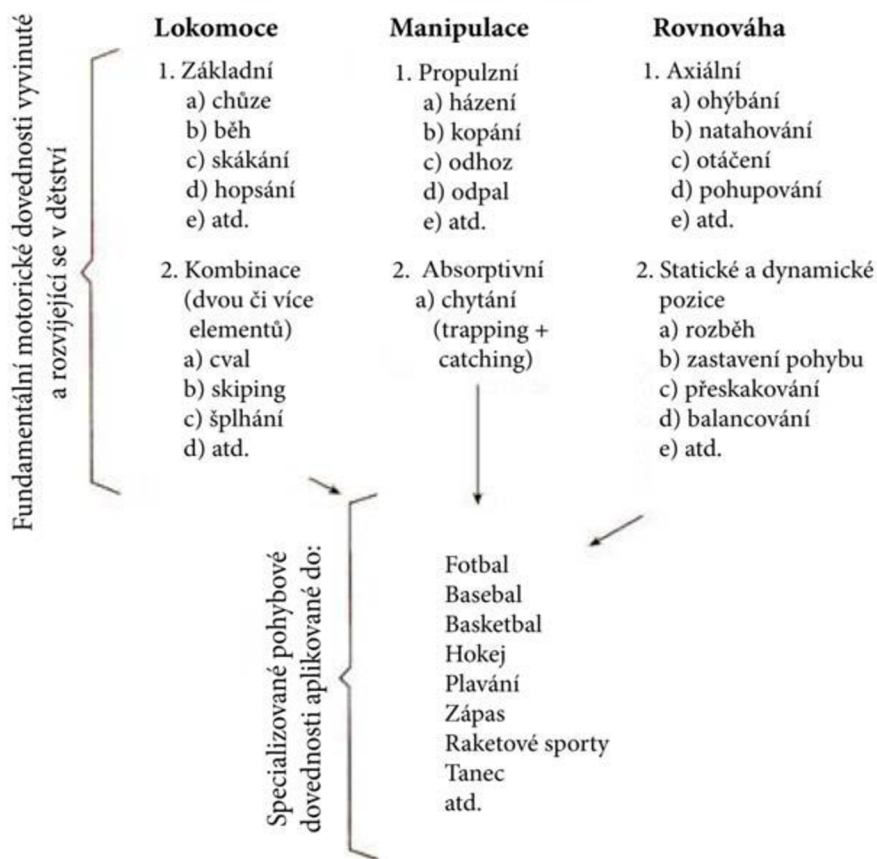 Fundamentální motorické dovednosti vyvinuté
a rozvíjející se v dětství
Lokomoce
1. Základní
a) chůze
b) běh
c) skákání
d) hopsání
e) atd.
2. Kombinace
(dvou či více
elementů)
a) cval
b) skiping
c) šplhání
d) atd.
Manipulace
1. Propulzní
a) házení
b) kopání
c) odhoz
d) odpal
e) atd.
2. Absorptivní
a) chytání
(trapping +
catching)
Rovnováha
1. Axiální
a) ohýbání
b) natahování
c) otáčení
d) pohupování
e) atd.
2. Statické a dynamické
pozice
a) rozběh
b) zastavení pohybu
c) přeskakování
d) balancování
e) atd.
Specializované pohybové
dovednosti aplikované do:
Fotbal
Basebal
Basketbal
Hokej
Plavání
Zápas
Raketové sporty
Tanec
atd.